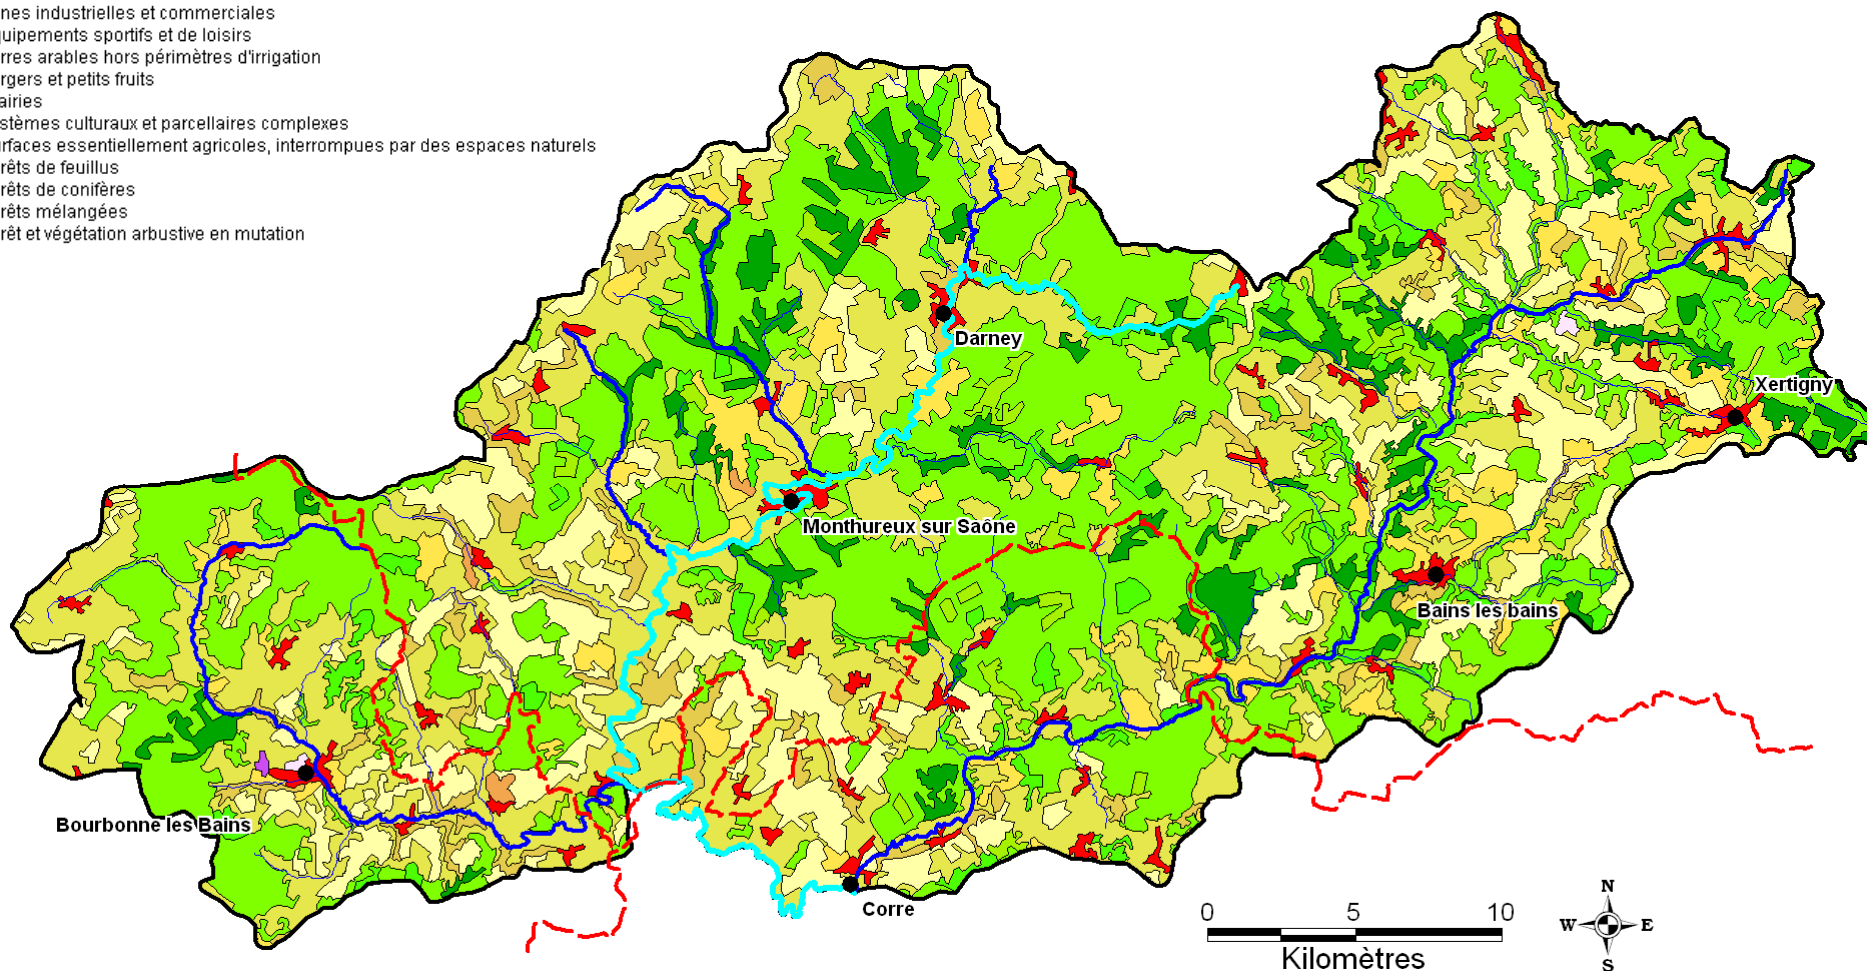 nes industrielles et commerciales
quipements sportifs et de loisirs
rres arables hors périmètres d'irrigation
rgers et petits fruits
airies
stèmes culturaux et parcellaires complexes
rfaces essentiellement agricoles, interrompues par des espaces naturels
rêts de feuillus
rêts de conifères
rêts mélangées
rêt et végétation arbustive en mutation
Darney
Xertigny
Monthureux sur Saône
Bains les bains
Bourbonne les Bains
Corre
0 5 10
Kilomètres
N
W E
S